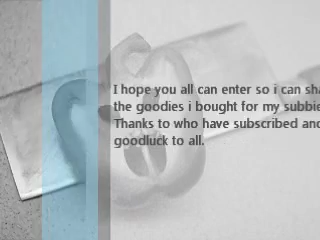 I hope you all can enter so i can sha
the goodies i bought for my subbie
Thanks to who have subscribed and
goodluck to all.